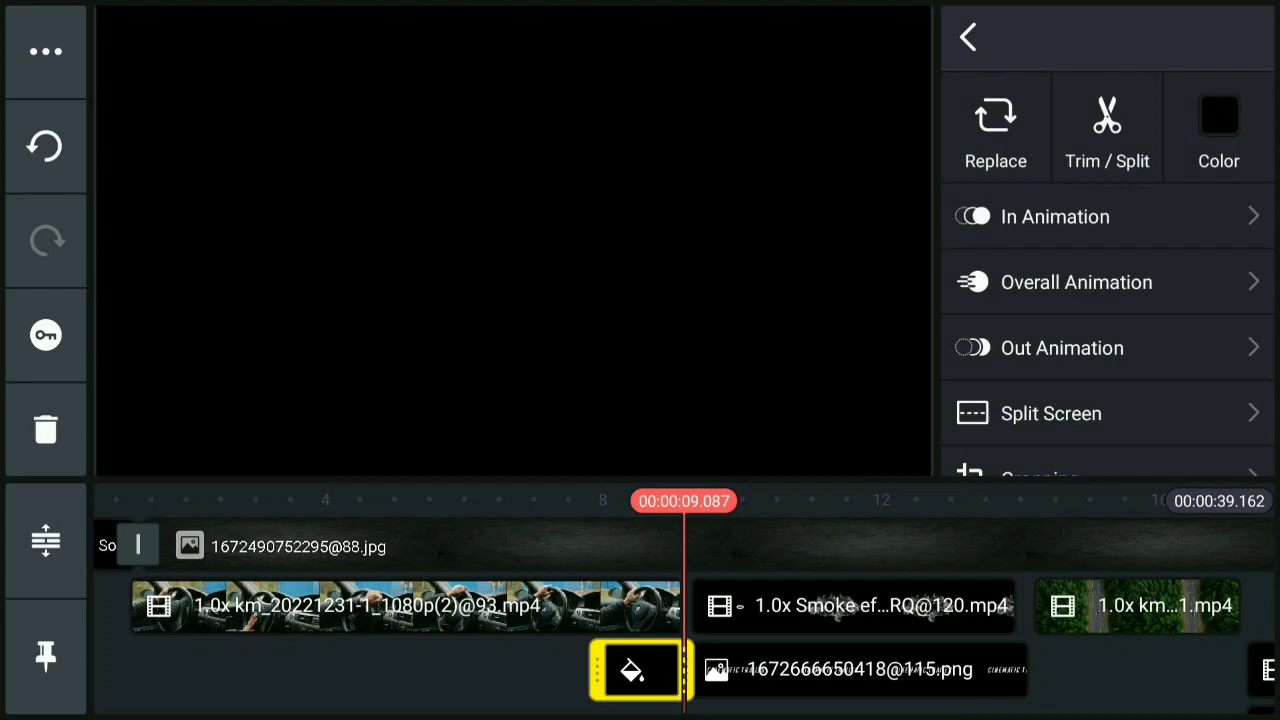 Replace
Trim / Split
Color
In Animation
Overall Animation
Out Animation
Split Screen
Cropping
4
8
00:00:09.087
12
16
00:00:39.162
So
1672490752295@88.jpg
1.0x km_20221231-1_1080p(2)@93.mp4
1.0x Smoke ef...RQ@120.mp4
1.0x km...1.mp4
1672666650418@115.png